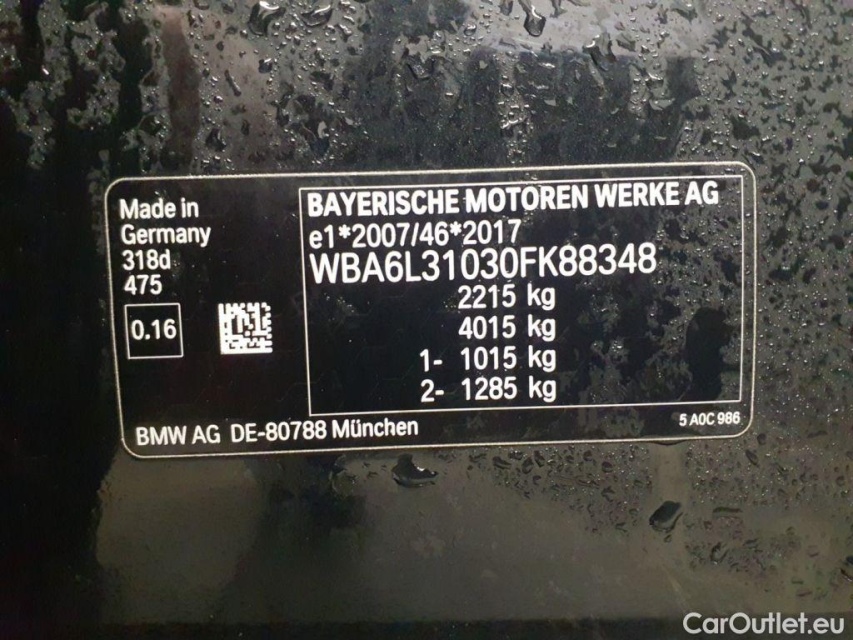 Made in
Germany
318d
475
0.16
BAYERISCHE MOTOREN WERKE AG
e1*2007/46*2017
WBA6L31030FK88348
2215 kg
4015 kg
1- 1015 kg
2- 1285 kg
BMW AG DE-80788 München
5 A0C 986
CarOutlet.eu